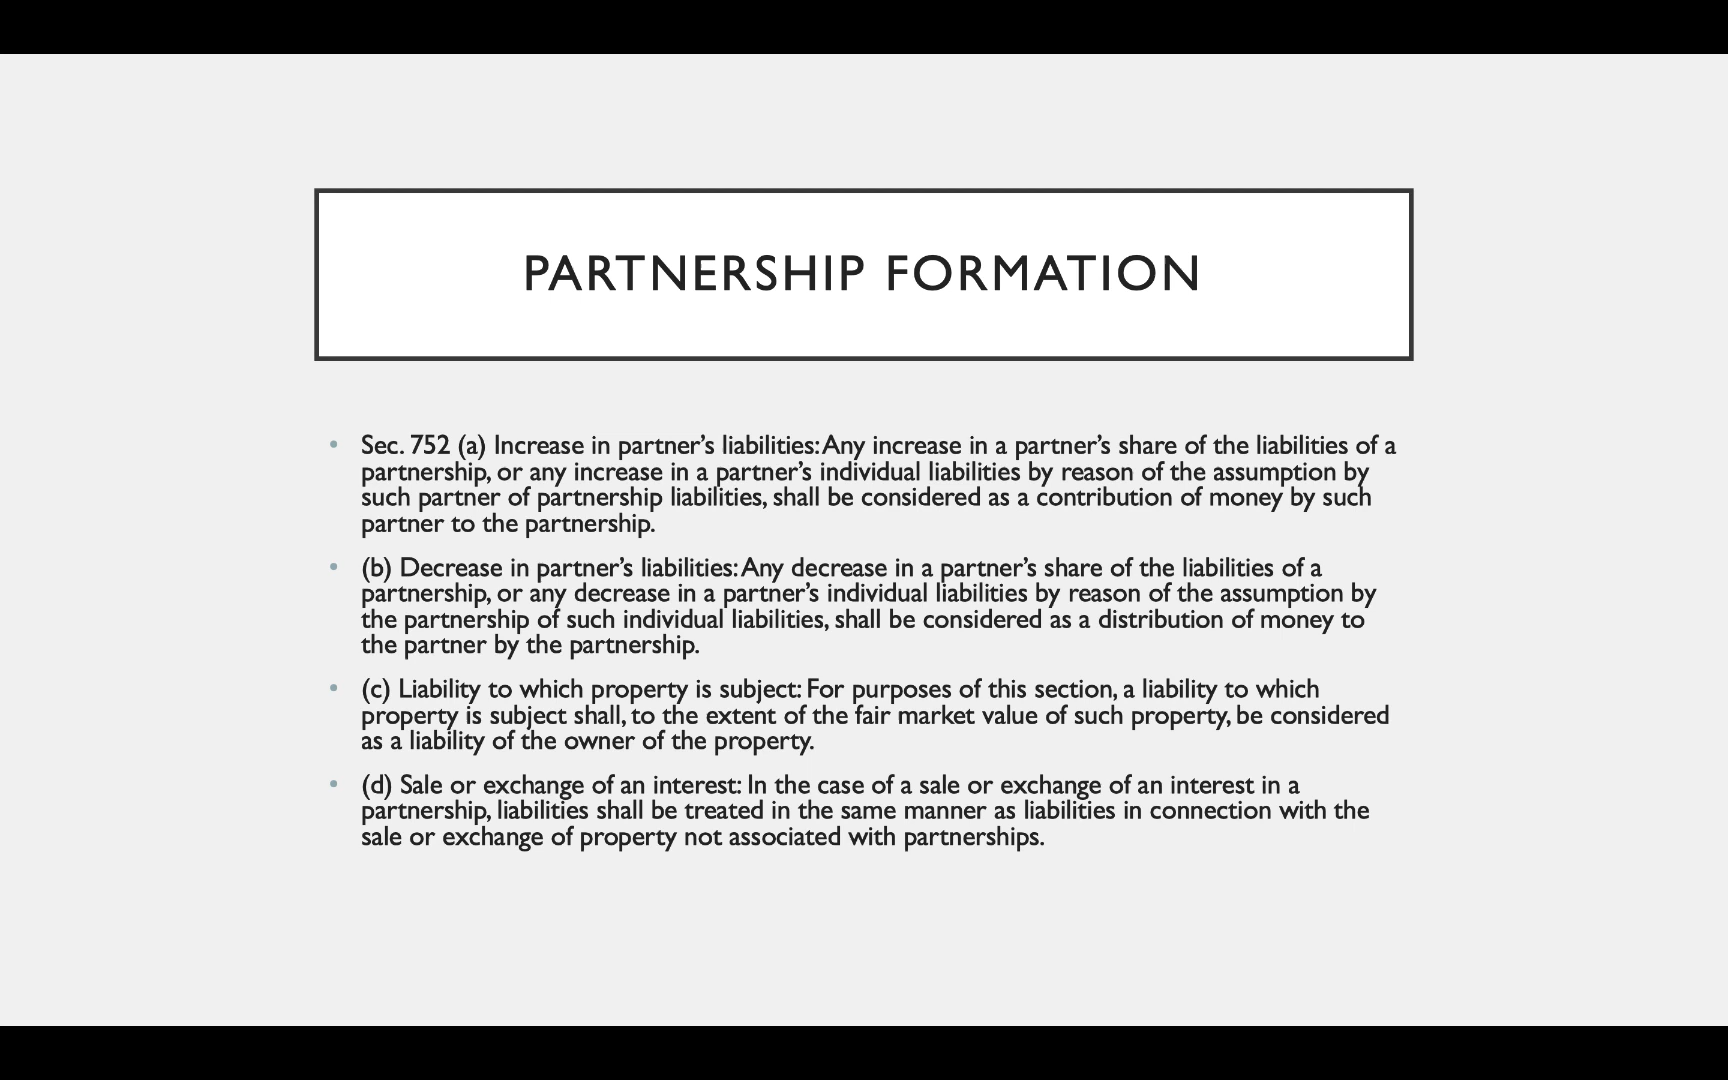 PARTNERSHIP FORMATION
• Sec. 752 (a) Increase in partner’s liabilities: Any increase in a partner’s share of the liabilities of a
partnership, or any increase in a partner’s individual liabilities by reason of the assumption by
such partner of partnership liabilities, shall be considered as a contribution of money by such
partner to the partnership.
• (b) Decrease in partner’s liabilities: Any decrease in a partner’s share of the liabilities of a
partnership, or any decrease in a partner’s individual liabilities by reason of the assumption by
the partnership of such individual liabilities, shall be considered as a distribution of money to
the partner by the partnership.
• (c) Liability to which property is subject: For purposes of this section, a liability to which
property is subject shall, to the extent of the fair market value of such property, be considered
as a liability of the owner of the property.
• (d) Sale or exchange of an interest: In the case of a sale or exchange of an interest in a
partnership, liabilities shall be treated in the same manner as liabilities in connection with the
sale or exchange of property not associated with partnerships.